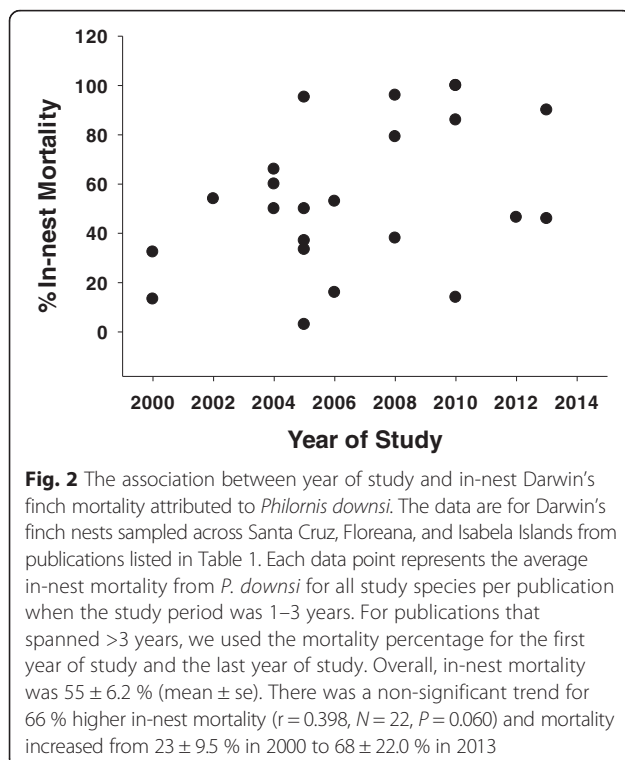 120
100
80
60
40
20
0
% In-nest Mortality
2000 2002 2004 2006 2008 2010 2012 2014
Year of Study
Fig. 2 The association between year of study and in-nest Darwin's
finch mortality attributed to Philornis downsi. The data are for Darwin's
finch nests sampled across Santa Cruz, Floreana, and Isabela Islands from
publications listed in Table 1. Each data point represents the average
in-nest mortality from P. downsi for all study species per publication
when the study period was 1–3 years. For publications that
spanned >3 years, we used the mortality percentage for the first
year of study and the last year of study. Overall, in-nest mortality
was 55 ± 6.2 % (mean ± se). There was a non-significant trend for
66 % higher in-nest mortality (r = 0.398, N = 22, P = 0.060) and mortality
increased from 23 ± 9.5 % in 2000 to 68 ± 22.0 % in 2013